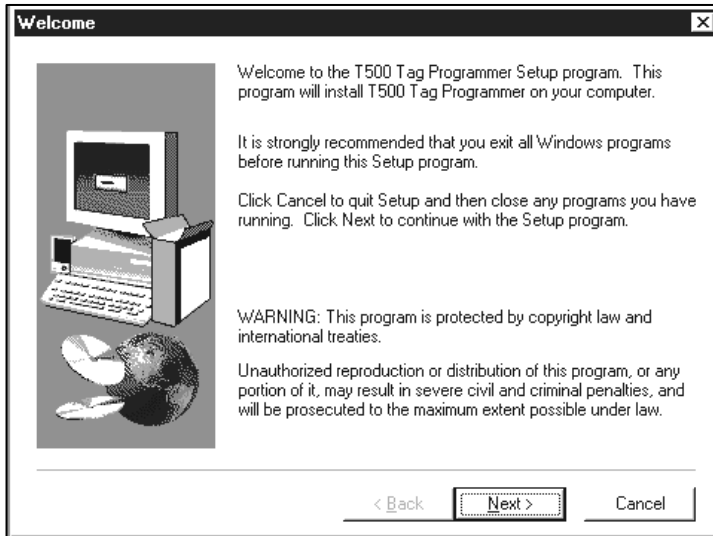 Welcome
Welcome to the T500 Tag Programmer Setup program.  This
program will install T500 Tag Programmer on your computer.
It is strongly recommended that you exit all Windows programs
before running this Setup program.
Click Cancel to quit Setup and then close any programs you have
running.  Click Next to continue with the Setup program.
WARNING: This program is protected by copyright law and
international treaties.
Unauthorized reproduction or distribution of this program, or any
portion of it, may result in severe civil and criminal penalties, and
will be prosecuted to the maximum extent possible under law.
< Back
Next >
Cancel